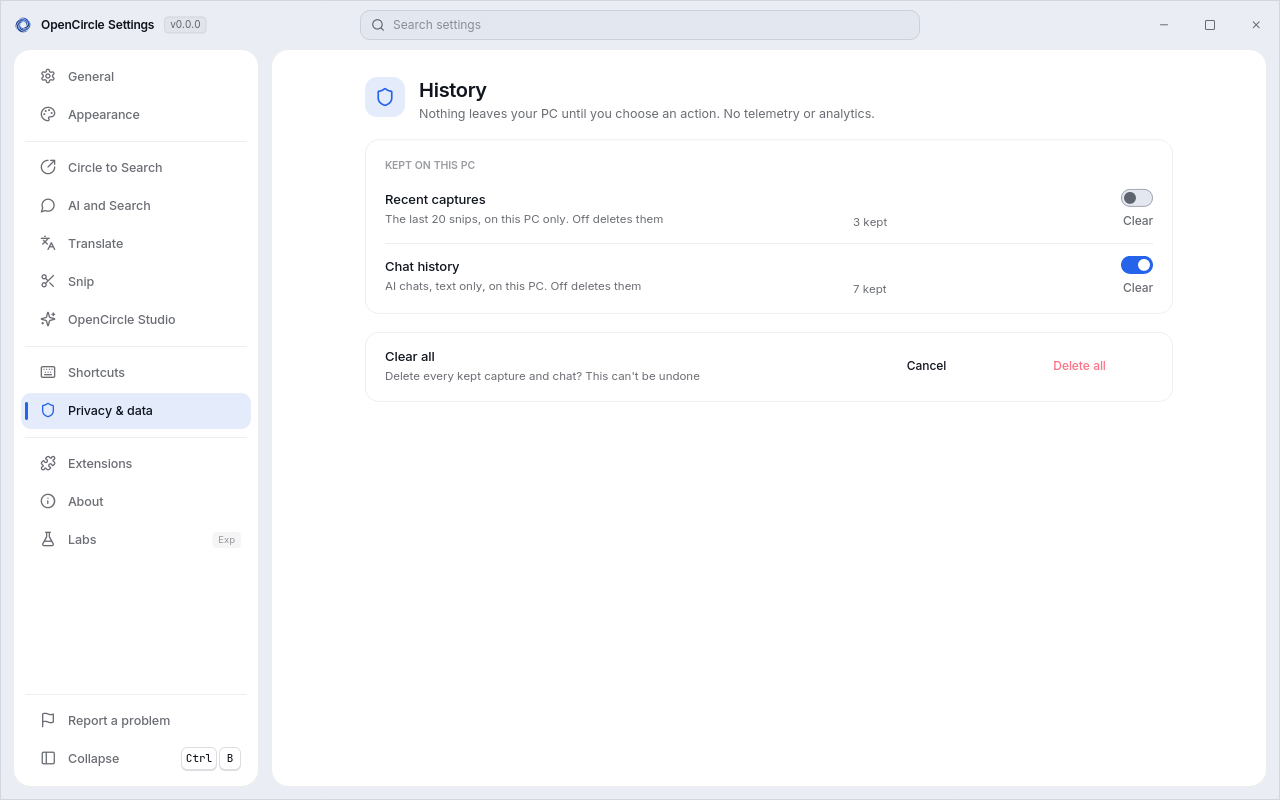 OpenCircle Settings v0.0.0
Search settings
General
Appearance
Circle to Search
AI and Search
Translate
Snip
OpenCircle Studio
Shortcuts
Privacy & data
Extensions
About
Labs Exp
Report a problem
Collapse Ctrl B
History
Nothing leaves your PC until you choose an action. No telemetry or analytics.
KEPT ON THIS PC
Recent captures
The last 20 snips, on this PC only. Off deletes them
3 kept
Clear
Chat history
AI chats, text only, on this PC. Off deletes them
7 kept
Clear
Clear all
Delete every kept capture and chat? This can't be undone
Cancel
Delete all